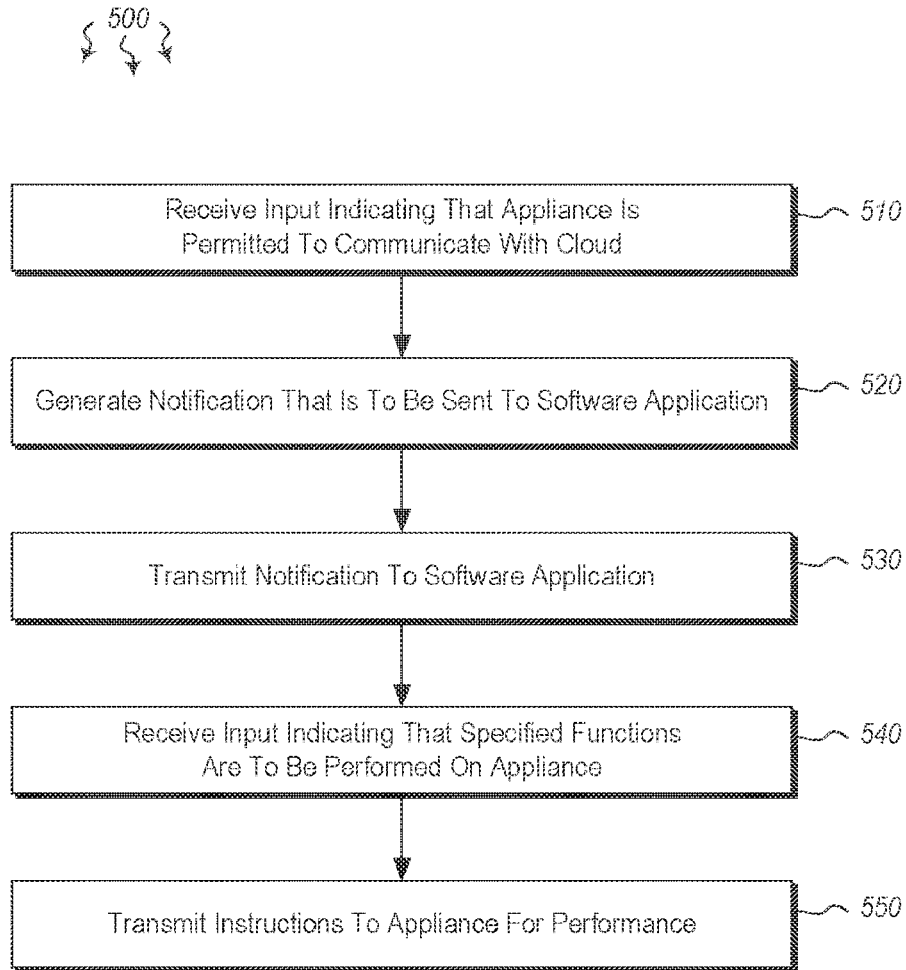 500
Receive Input Indicating That Appliance Is
Permitted To Communicate With Cloud
510
Generate Notification That Is To Be Sent To Software Application
520
Transmit Notification To Software Application
530
Receive Input Indicating That Specified Functions
Are To Be Performed On Appliance
540
Transmit Instructions To Appliance For Performance
550